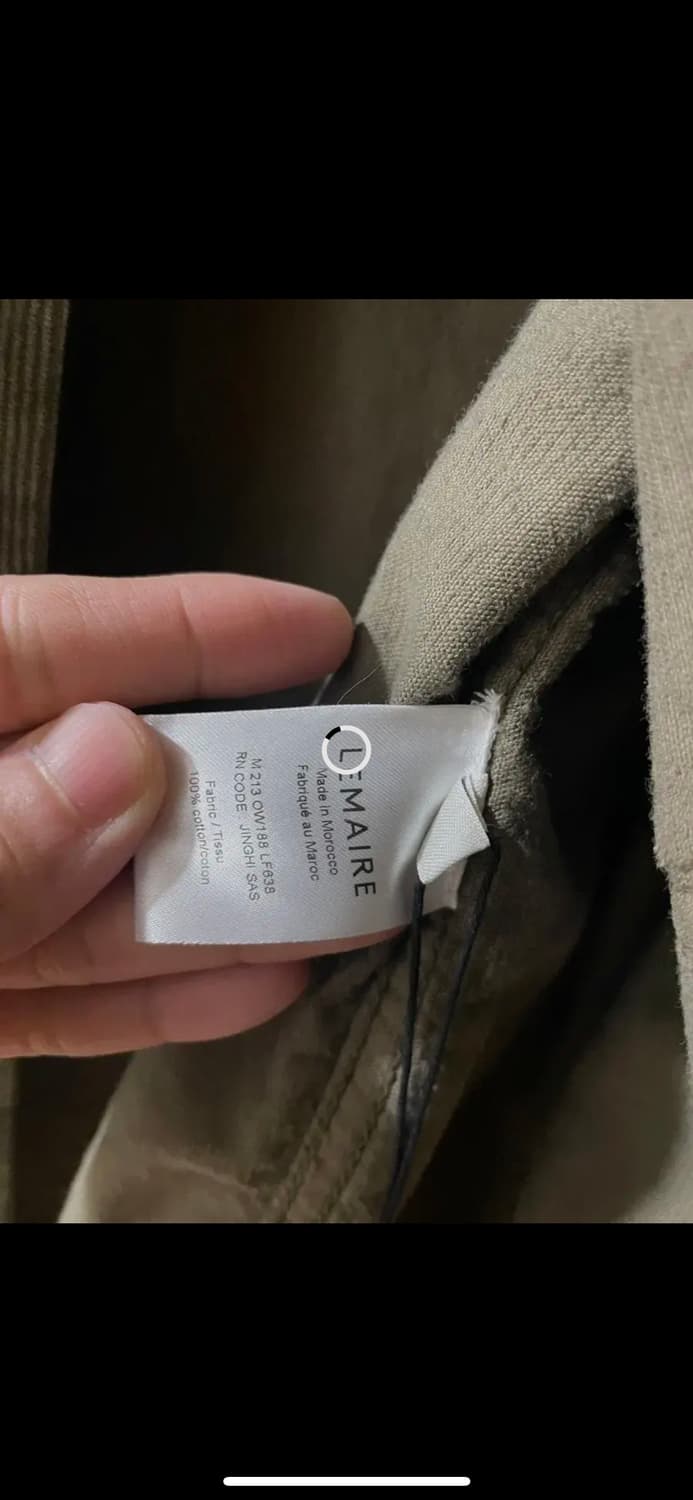 LEMAIRE
Made in Morocco
Fabriqué au Maroc
M 213 OW188 LF638
RN CODE: JINGHI SAS
Fabric / Tissu
100% cotton/coton